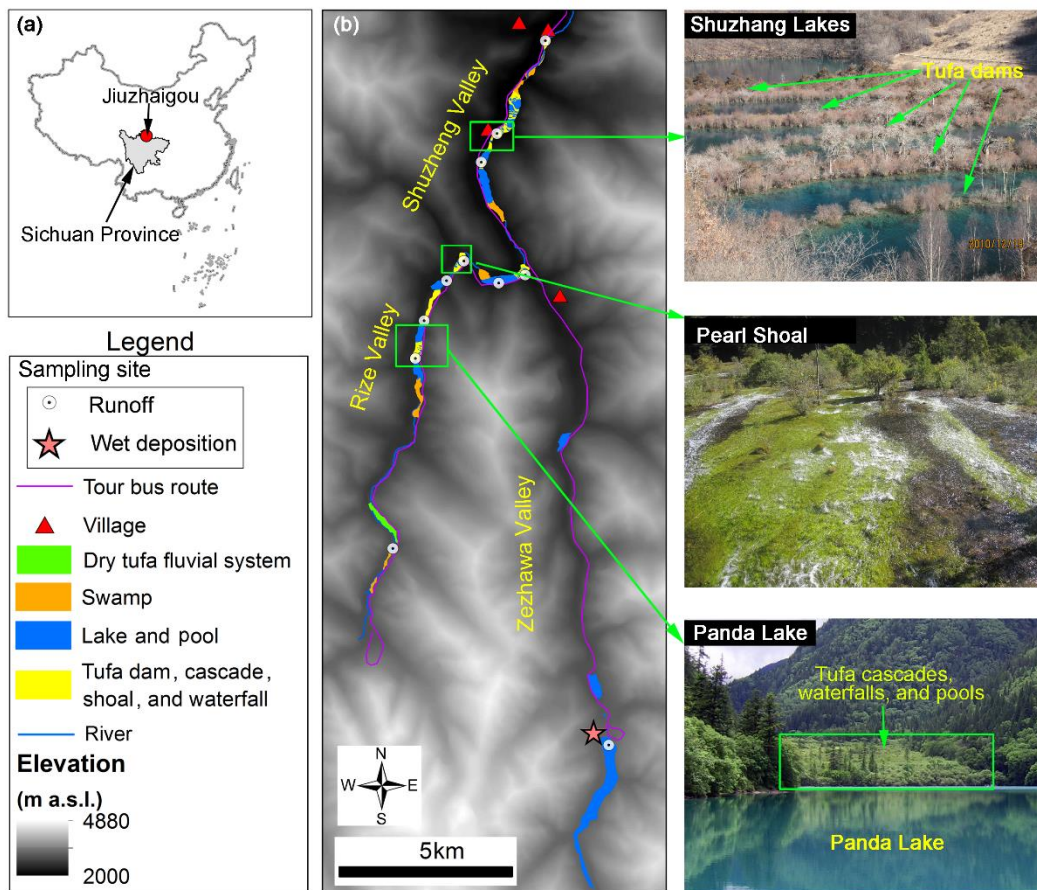 (a)
Jiuzhaigou
Sichuan Province
Legend
Sampling site
Runoff
Wet deposition
Tour bus route
Village
Dry tufa fluvial system
Swamp
Lake and pool
Tufa dam, cascade,
shoal, and waterfall
River
Elevation
(m a.s.l.)
4880
2000
(b)
Shuzheng Valley
Rize Valley
Zezhawa Valley
N
W
E
S
5km
Shuzhang Lakes
Tufa dams
2010/12/19
Pearl Shoal
Panda Lake
Tufa cascades,
waterfalls, and pools
Panda Lake